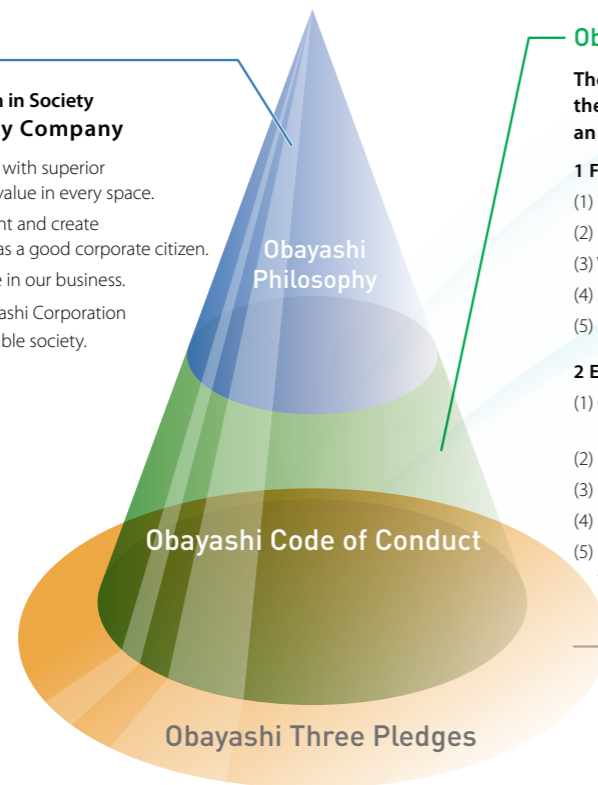 n in Society
y Company
with superior
value in every space.
nt and create
as a good corporate citizen.
e in our business.
ashi Corporation
ble society.
Obayashi
Philosophy
Obayashi Code of Conduct
Obayashi Three Pledges
Ob
The
the
an
1 F
(1)
(2)
(3)
(4)
(5)
2 E
(1)
(2)
(3)
(4)
(5)